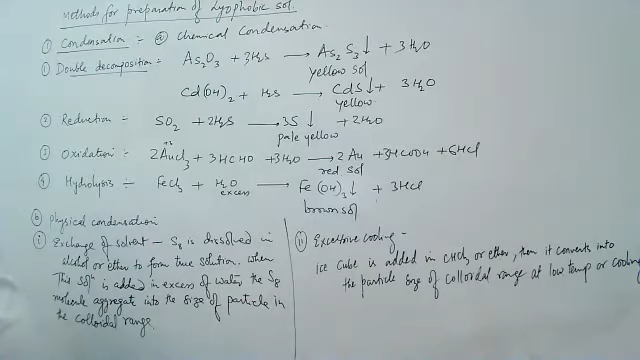 Methods for preparation of Lyophobic sol.
① Condensation :- ⓐ chemical Condensation
① Double decomposition :- As2O3 + 3H2S → As2S3↓ + 3H2O
yellow sol
Cd(OH)2 + H2S → CdS↓ + 3H2O
yellow
② Reduction :- SO2 + 2H2S → 3S↓ + 2H2O
pale yellow
+3
③ Oxidation :- 2AuCl3 + 3HCHO + 3H2O → 2Au + 3HCOOH + 6HCl
red sol
④ Hydrolysis :- FeCl3 + H2O → Fe(OH)3↓ + 3HCl
excess
brown sol
ⓑ Physical condensation
ⓘ Exchange of solvent – S8 is dissolved in
alcohol or ether to form true solution. When
This sol^n is added in excess of water, the S8
molecule aggregate into the size of particle in
the colloidal range.
ⓘⓘ Excessive Cooling –
ice cube is added in CHCl3 or ether, then it converts into
the particle size of colloidal range at low temp or cooling